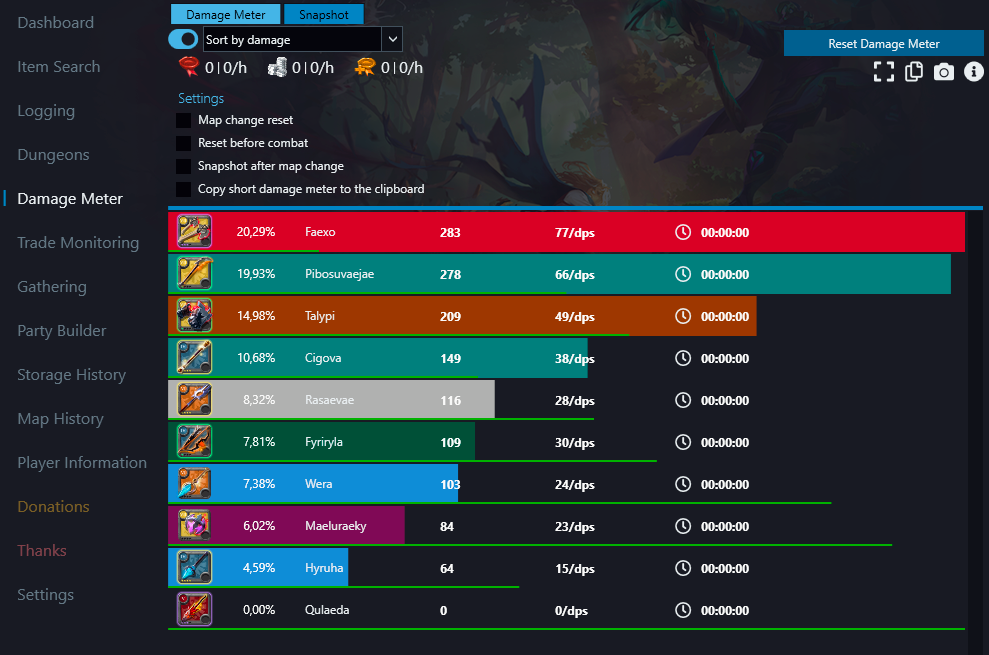 Dashboard
Item Search
Logging
Dungeons
Damage Meter
Trade Monitoring
Gathering
Party Builder
Storage History
Map History
Player Information
Donations
Thanks
Settings
Damage Meter
Snapshot
Sort by damage
Reset Damage Meter
0 | 0/h
0 | 0/h
0 | 0/h
Settings
Map change reset
Reset before combat
Snapshot after map change
Copy short damage meter to the clipboard
20,29% Faexo 283 77/dps 00:00:00
19,93% Pibosuvaejae 278 66/dps 00:00:00
14,98% Talypi 209 49/dps 00:00:00
10,68% Cigova 149 38/dps 00:00:00
8,32% Rasaevae 116 28/dps 00:00:00
7,81% Fyriryla 109 30/dps 00:00:00
7,38% Wera 103 24/dps 00:00:00
6,02% Maeluraeky 84 23/dps 00:00:00
4,59% Hyruha 64 15/dps 00:00:00
0,00% Qulaeda 0 0/dps 00:00:00